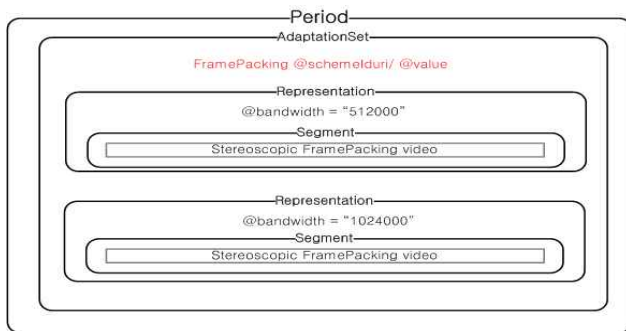 Period
AdaptationSet
FramePacking @schemeIduri/ @value
Representation
@bandwidth = "512000"
Segment
Stereoscopic FramePacking video
Representation
@bandwidth = "1024000"
Segment
Stereoscopic FramePacking video